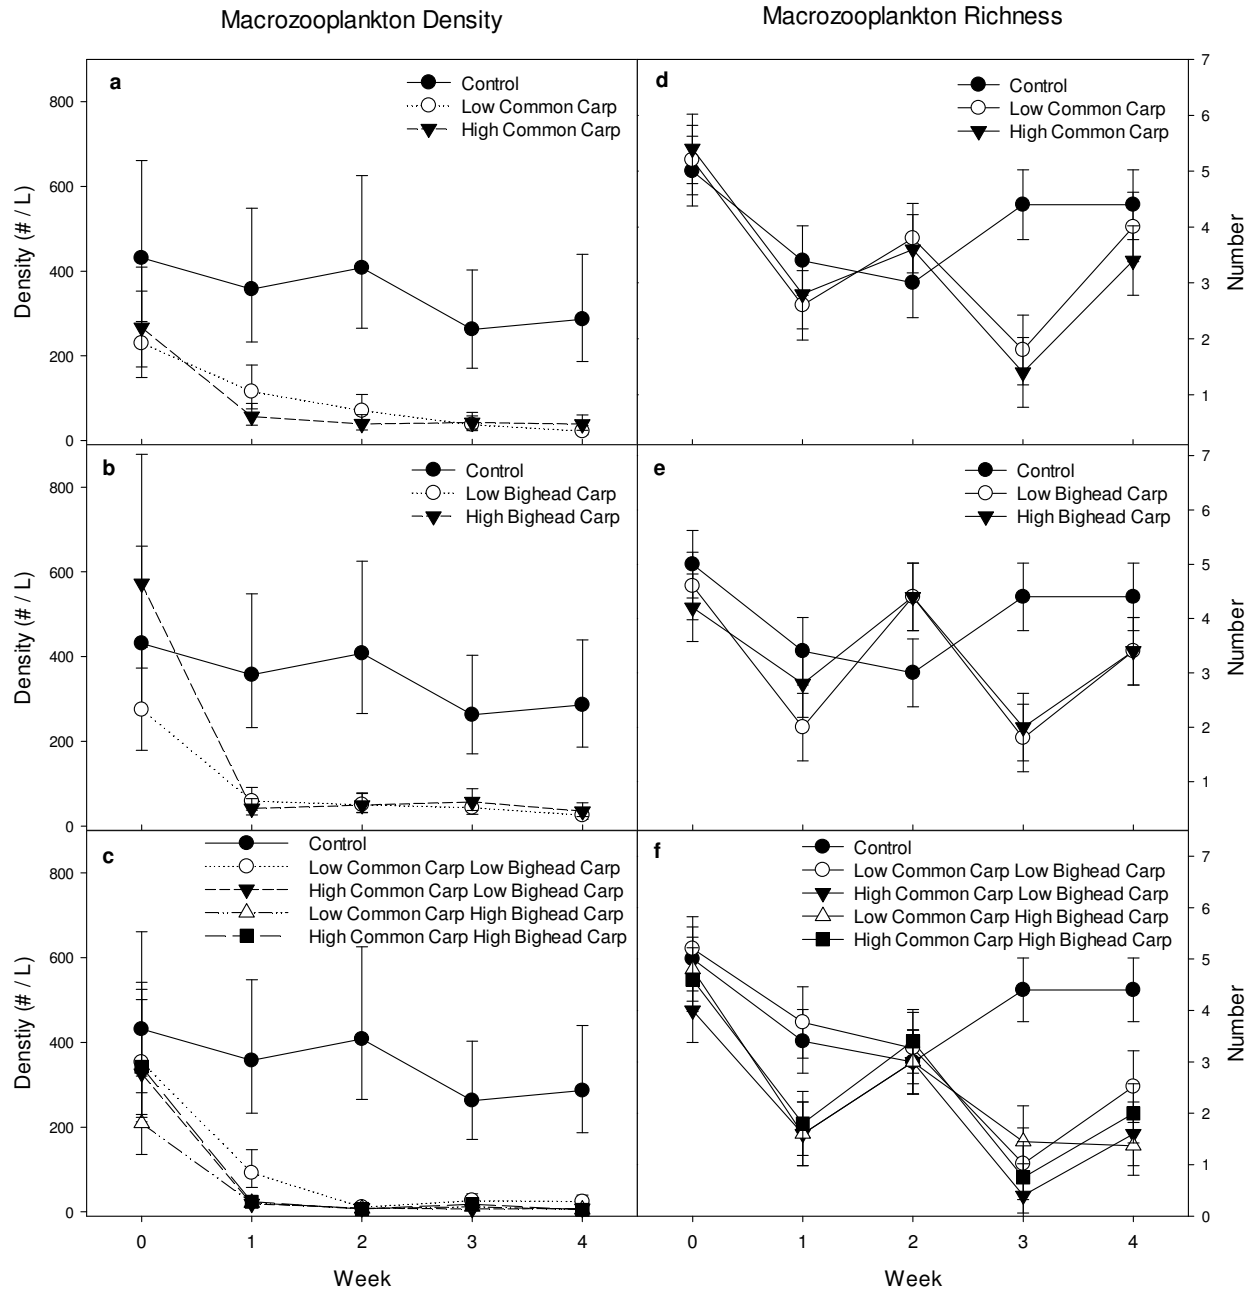 Macrozooplankton Density
Macrozooplankton Richness
a
Control
Low Common Carp
High Common Carp
800
600
400
200
0
Density (# / L)
d
Control
Low Common Carp
High Common Carp
7
6
5
4
3
2
1
Number
b
Control
Low Bighead Carp
High Bighead Carp
800
600
400
200
0
Density (# / L)
e
Control
Low Bighead Carp
High Bighead Carp
7
6
5
4
3
2
1
Number
c
Control
Low Common Carp Low Bighead Carp
High Common Carp Low Bighead Carp
Low Common Carp High Bighead Carp
High Common Carp High Bighead Carp
800
600
400
200
0
Denstiy (# / L)
0 1 2 3 4
Week
f
Control
Low Common Carp Low Bighead Carp
High Common Carp Low Bighead Carp
Low Common Carp High Bighead Carp
High Common Carp High Bighead Carp
7
6
5
4
3
2
1
0
Number
0 1 2 3 4
Week